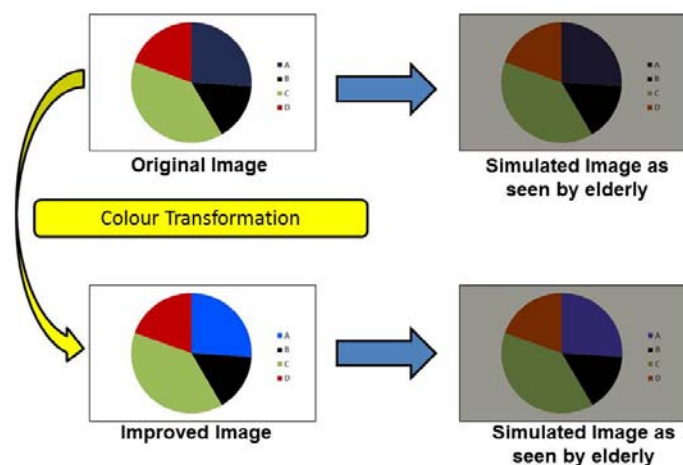 A
B
C
D
A
B
C
D
Original Image
Simulated Image as
seen by elderly
Colour Transformation
A
B
C
D
A
B
C
D
Improved Image
Simulated Image as
seen by elderly